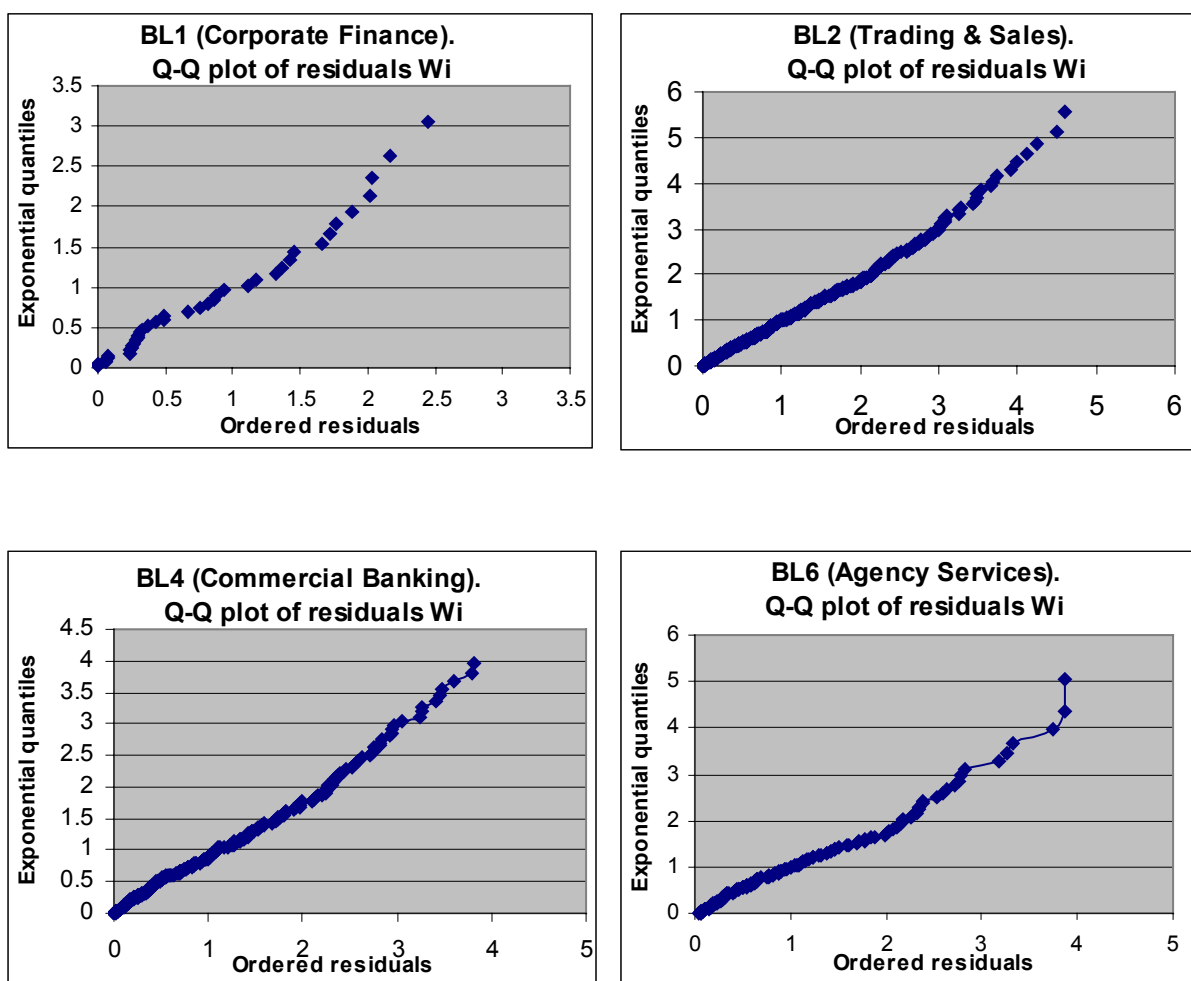 BL1 (Corporate Finance).
Q-Q plot of residuals Wi
Exponential quantiles
3.5
3
2.5
2
1.5
1
0.5
0
0 0.5 1 1.5 2 2.5 3 3.5
Ordered residuals
BL2 (Trading & Sales).
Q-Q plot of residuals Wi
Exponential quantiles
6
5
4
3
2
1
0
0 1 2 3 4 5 6
Ordered residuals
BL4 (Commercial Banking).
Q-Q plot of residuals Wi
Exponential quantiles
4.5
4
3.5
3
2.5
2
1.5
1
0.5
0
0 1 2 3 4 5
Ordered residuals
BL6 (Agency Services).
Q-Q plot of residuals Wi
Exponential quantiles
6
5
4
3
2
1
0
0 1 2 3 4 5
Ordered residuals